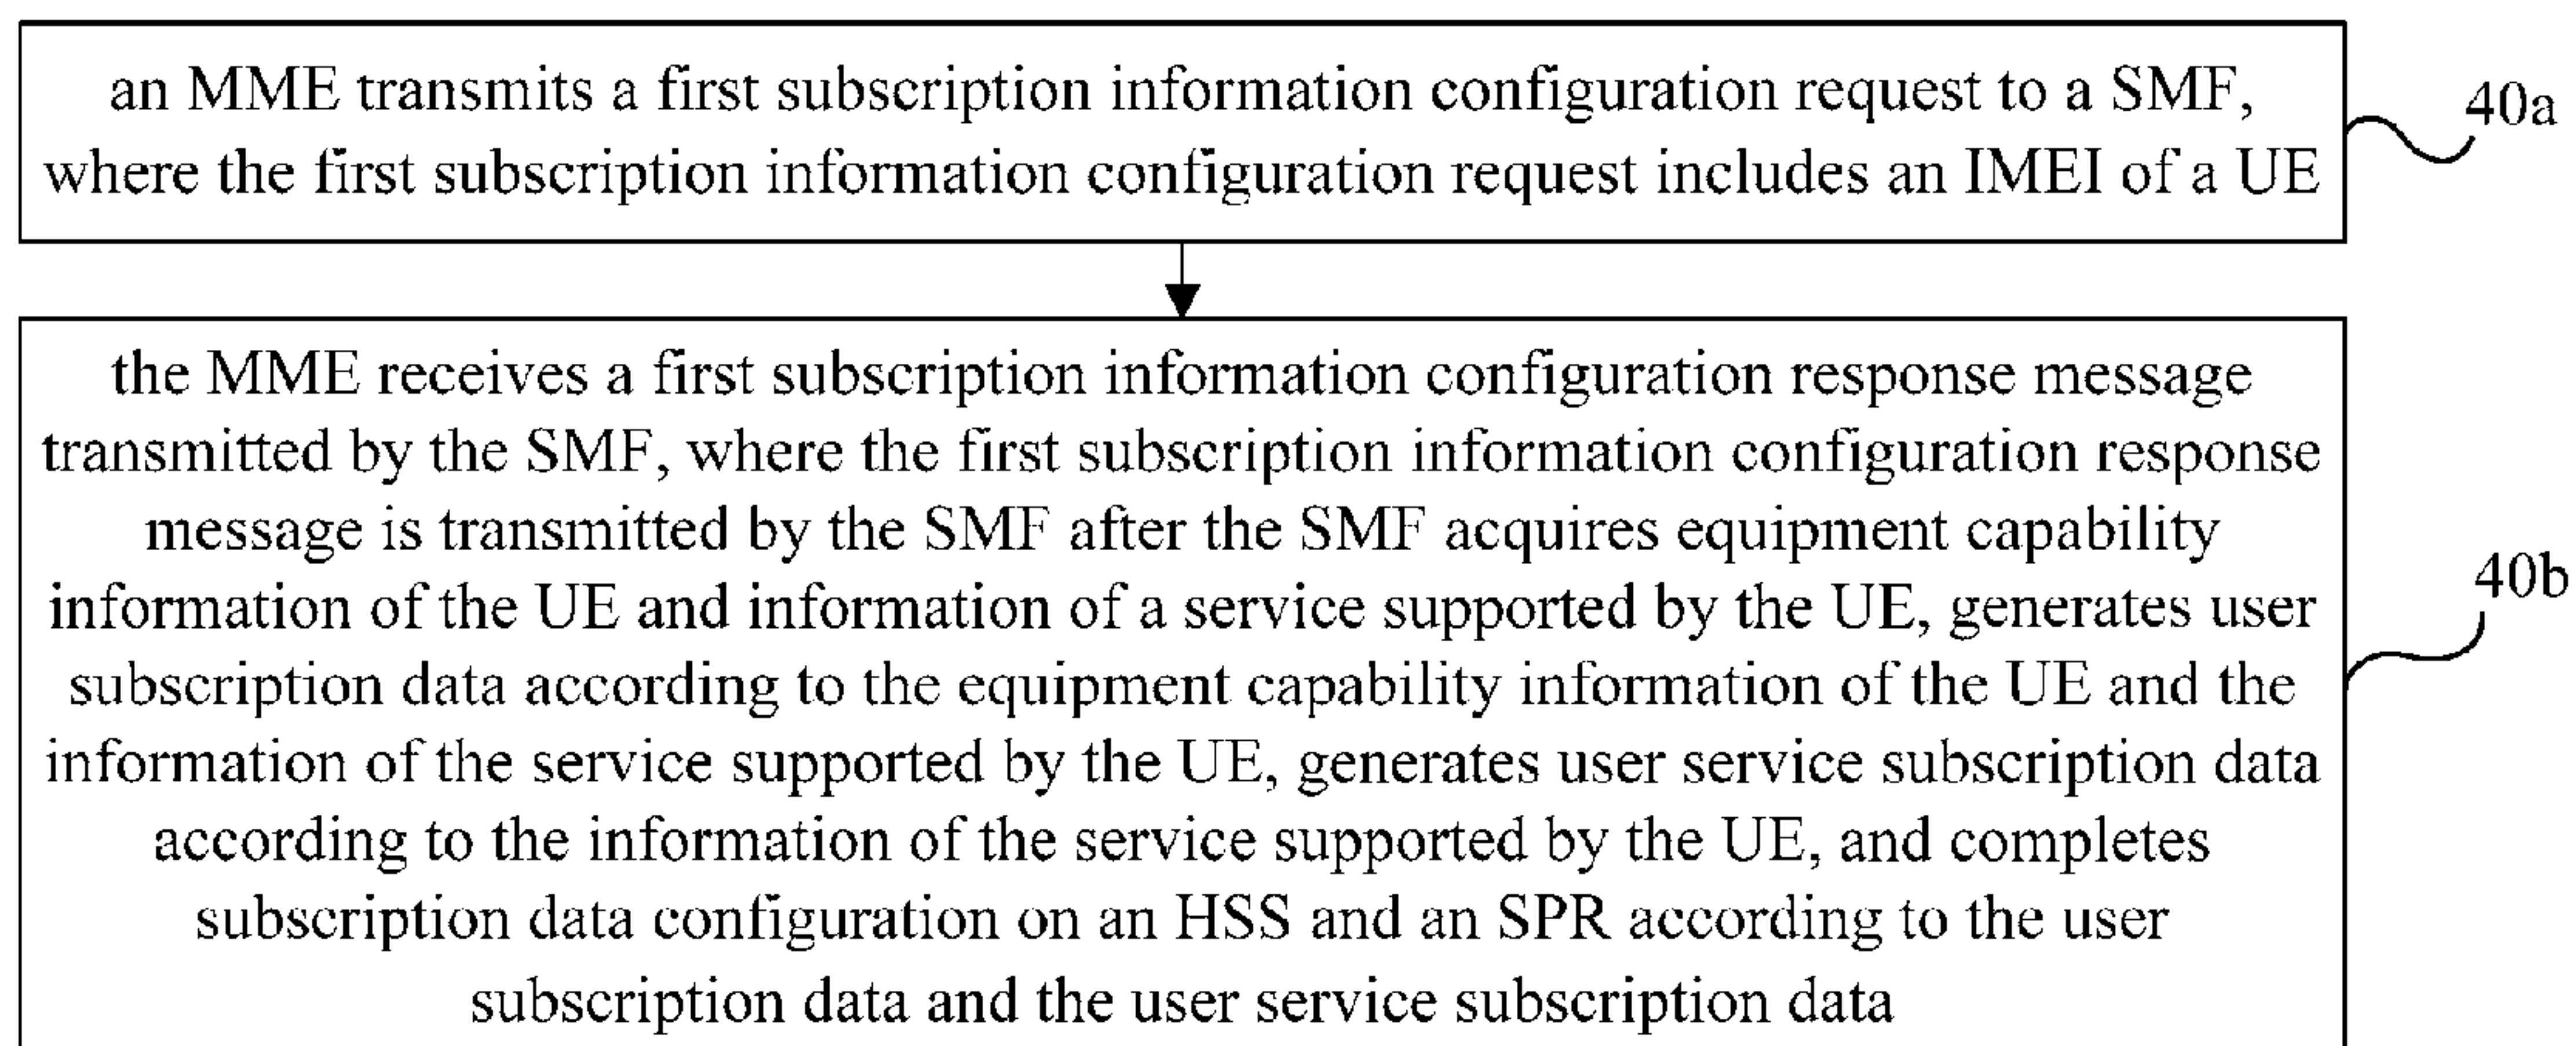 an MME transmits a first subscription information configuration request to a SMF,
where the first subscription information configuration request includes an IMEI of a UE
40a
the MME receives a first subscription information configuration response message
transmitted by the SMF, where the first subscription information configuration response
message is transmitted by the SMF after the SMF acquires equipment capability
information of the UE and information of a service supported by the UE, generates user
subscription data according to the equipment capability information of the UE and the
information of the service supported by the UE, generates user service subscription data
according to the information of the service supported by the UE, and completes
subscription data configuration on an HSS and an SPR according to the user
subscription data and the user service subscription data
40b